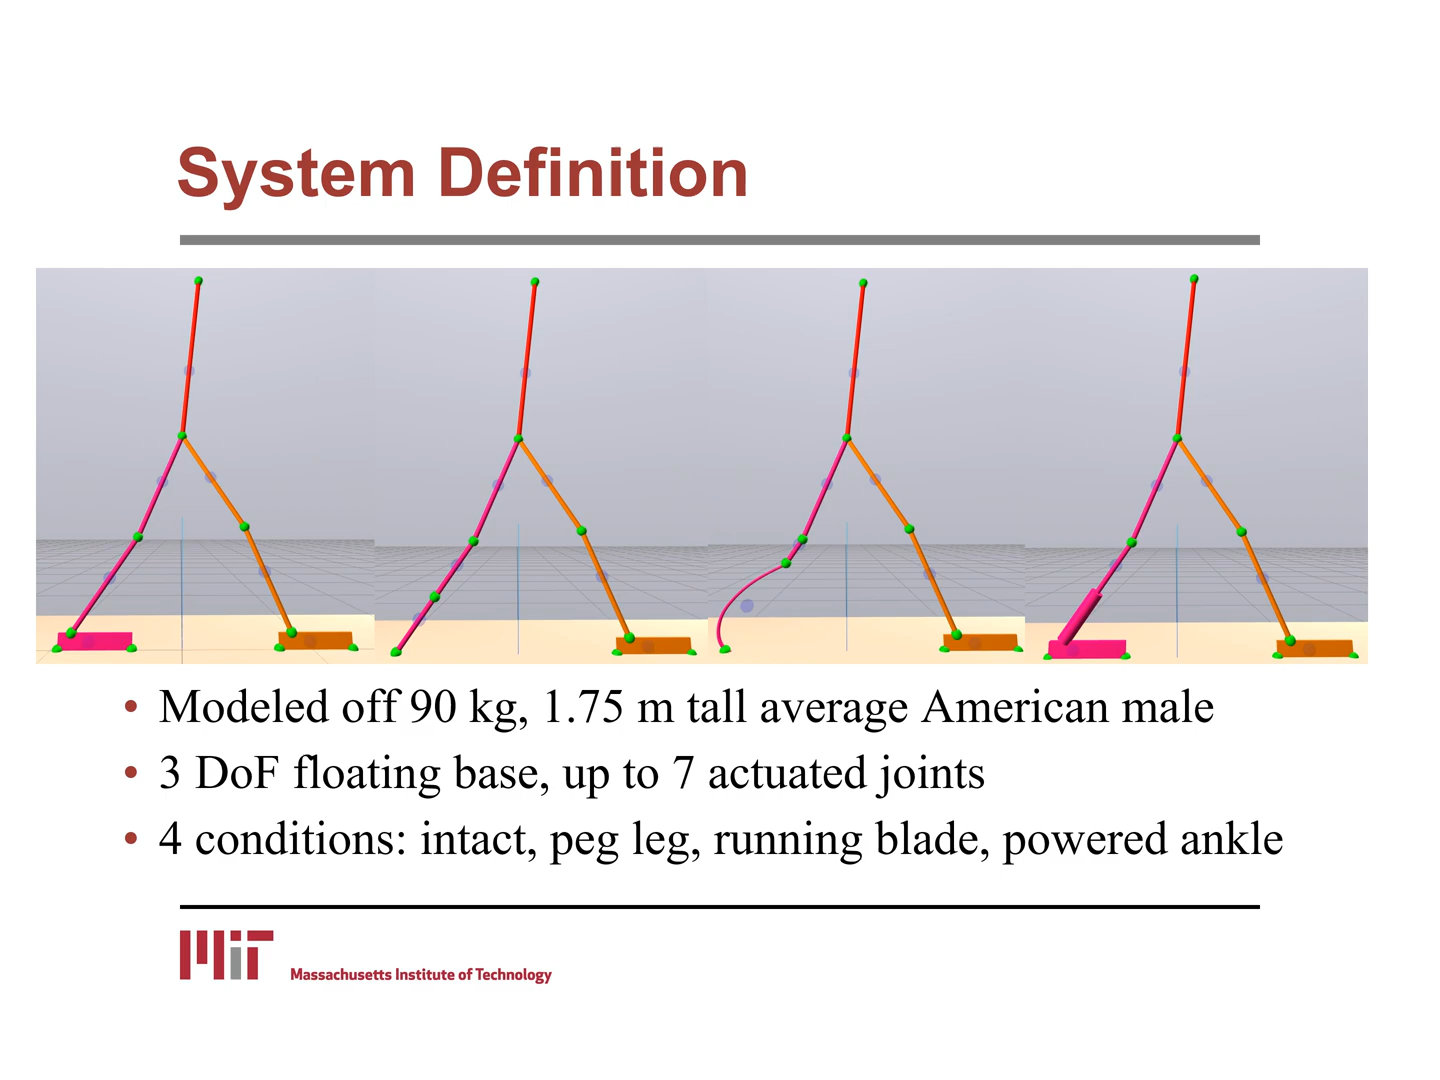 System Definition
• Modeled off 90 kg, 1.75 m tall average American male
• 3 DoF floating base, up to 7 actuated joints
• 4 conditions: intact, peg leg, running blade, powered ankle
MIT
Massachusetts Institute of Technology